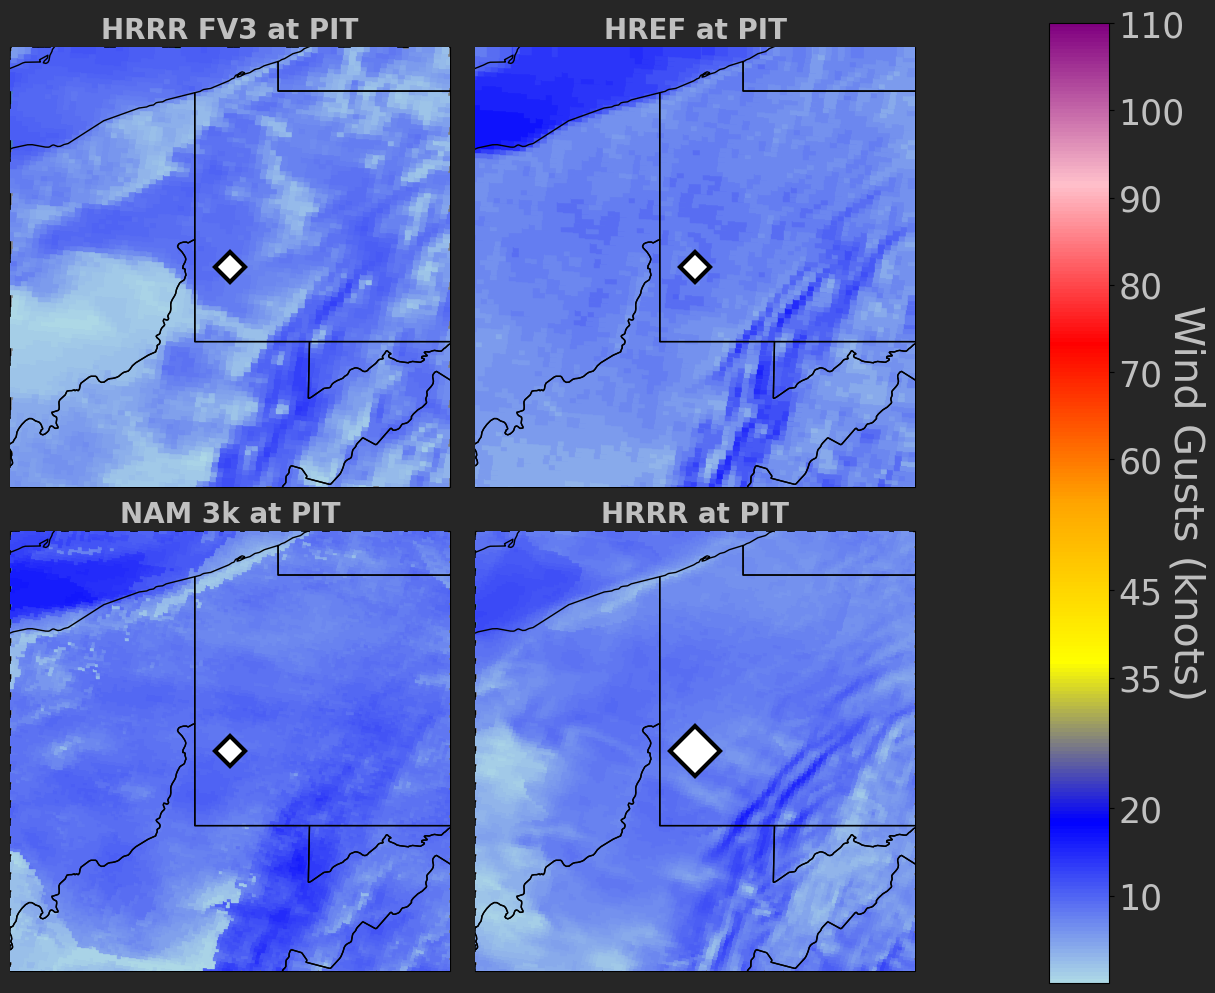 HRRR FV3 at PIT
HREF at PIT
NAM 3k at PIT
HRRR at PIT
110
100
90
80
70
60
45
35
20
10
Wind Gusts (knots)